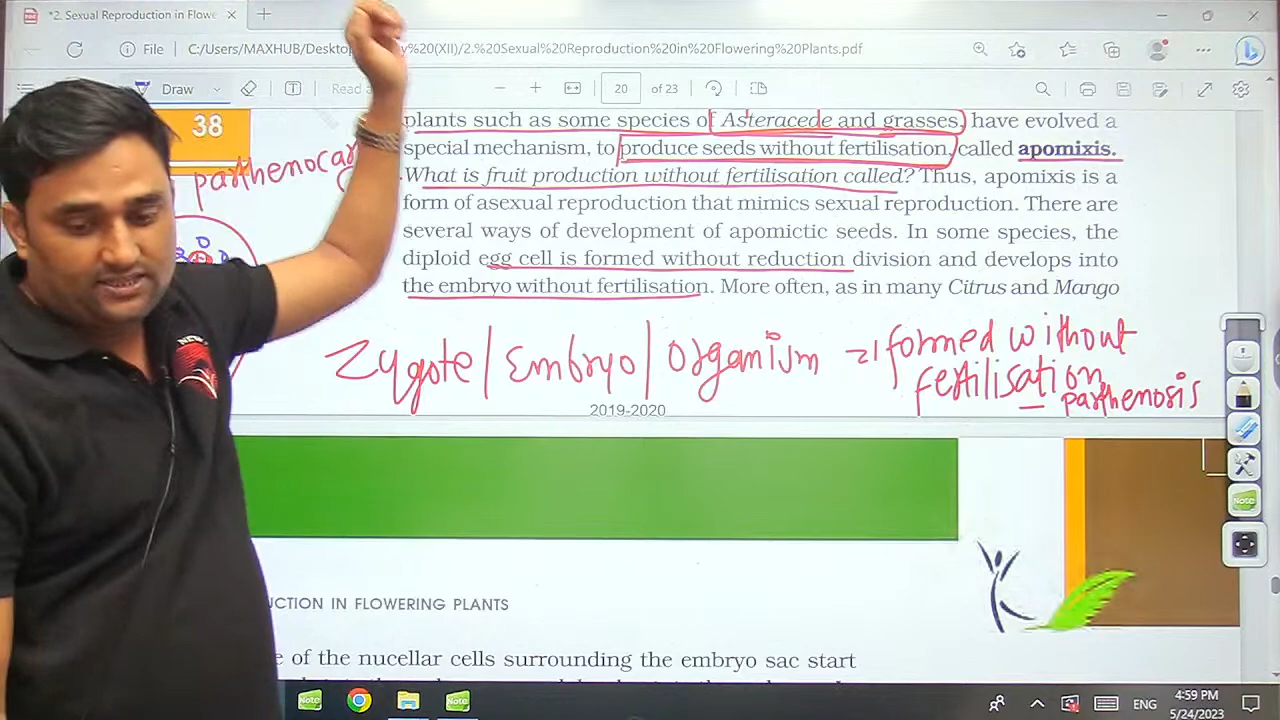 *2. Sexual Reproduction in Flowe
File
C:/Users/MAXHUB/Deskto
y%20(XII)/2.%20Sexual%20Reproduction%20in%20Flowering%20Plants.pdf
Draw
Read a
20
of 23
38
plants such as some species of Asteracede and grasses, have evolved a
special mechanism, to produce seeds without fertilisation, called apomixis.
parthenocar
What is fruit production without fertilisation called? Thus, apomixis is a
form of asexual reproduction that mimics sexual reproduction. There are
several ways of development of apomictic seeds. In some species, the
diploid egg cell is formed without reduction division and develops into
the embryo without fertilisation. More often, as in many Citrus and Mango
Zygote/Embryo/Organism = formed without
fertilisation
parthenosis
2019-2020
Note
UCTION IN FLOWERING PLANTS
e of the nucellar cells surrounding the embryo sac start
Note
Note
ENG
4:59 PM
5/24/2023